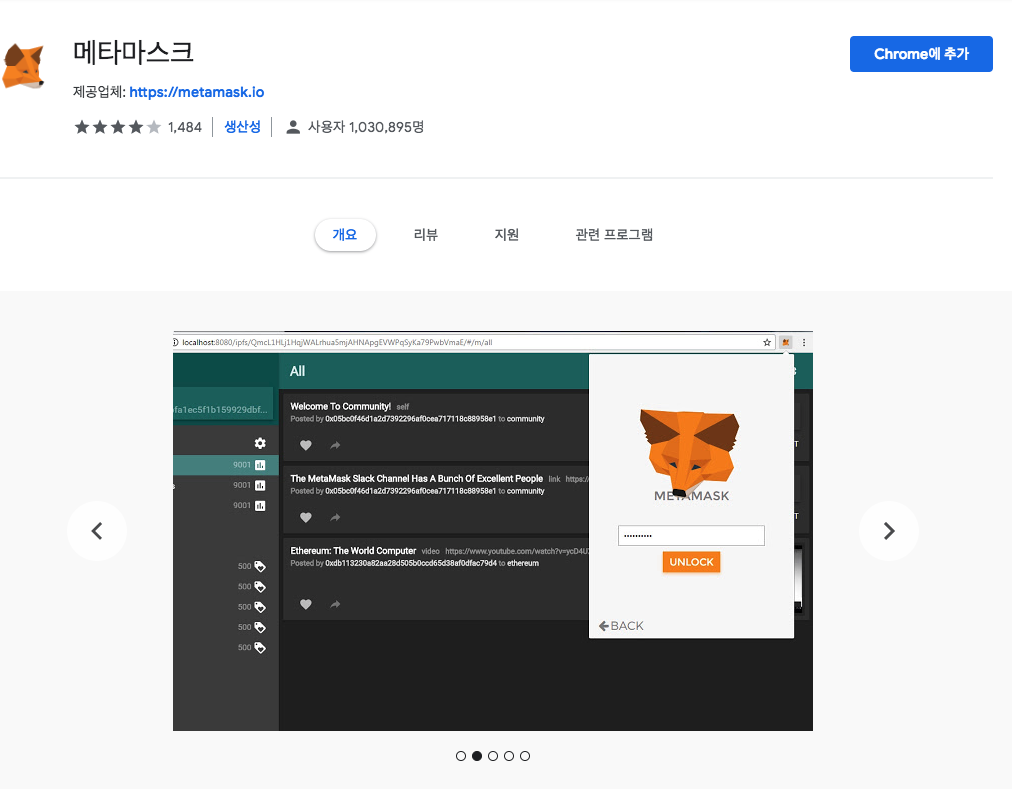 메타마스크
Chrome에 추가
제공업체: https://metamask.io
1,484
생산성
사용자 1,030,895명
개요
리뷰
지원
관련 프로그램
localhost:8080/ipfs/QmcL1HLj1HqjWALrhua5mjAHNApgEVWPqSyKa79PwbVmaE/#/m/all
All
fa1ec5f1b159929dbf...
Welcome To Community! self
Posted by 0x05bc0f46d1a2d7392296af0cea717118c88958e1 to community
9001
The MetaMask Slack Channel Has A Bunch Of Excellent People link https:/
9001
Posted by 0x05bc0f46d1a2d7392296af0cea717118c88958e1 to community
9001
Ethereum: The World Computer video https://www.youtube.com/watch?v=ycD4U
Posted by 0xdb113230a82aa28d505b0ccd65d38af0dfac79d4 to ethereum
500
500
500
500
500
METAMASK
UNLOCK
BACK